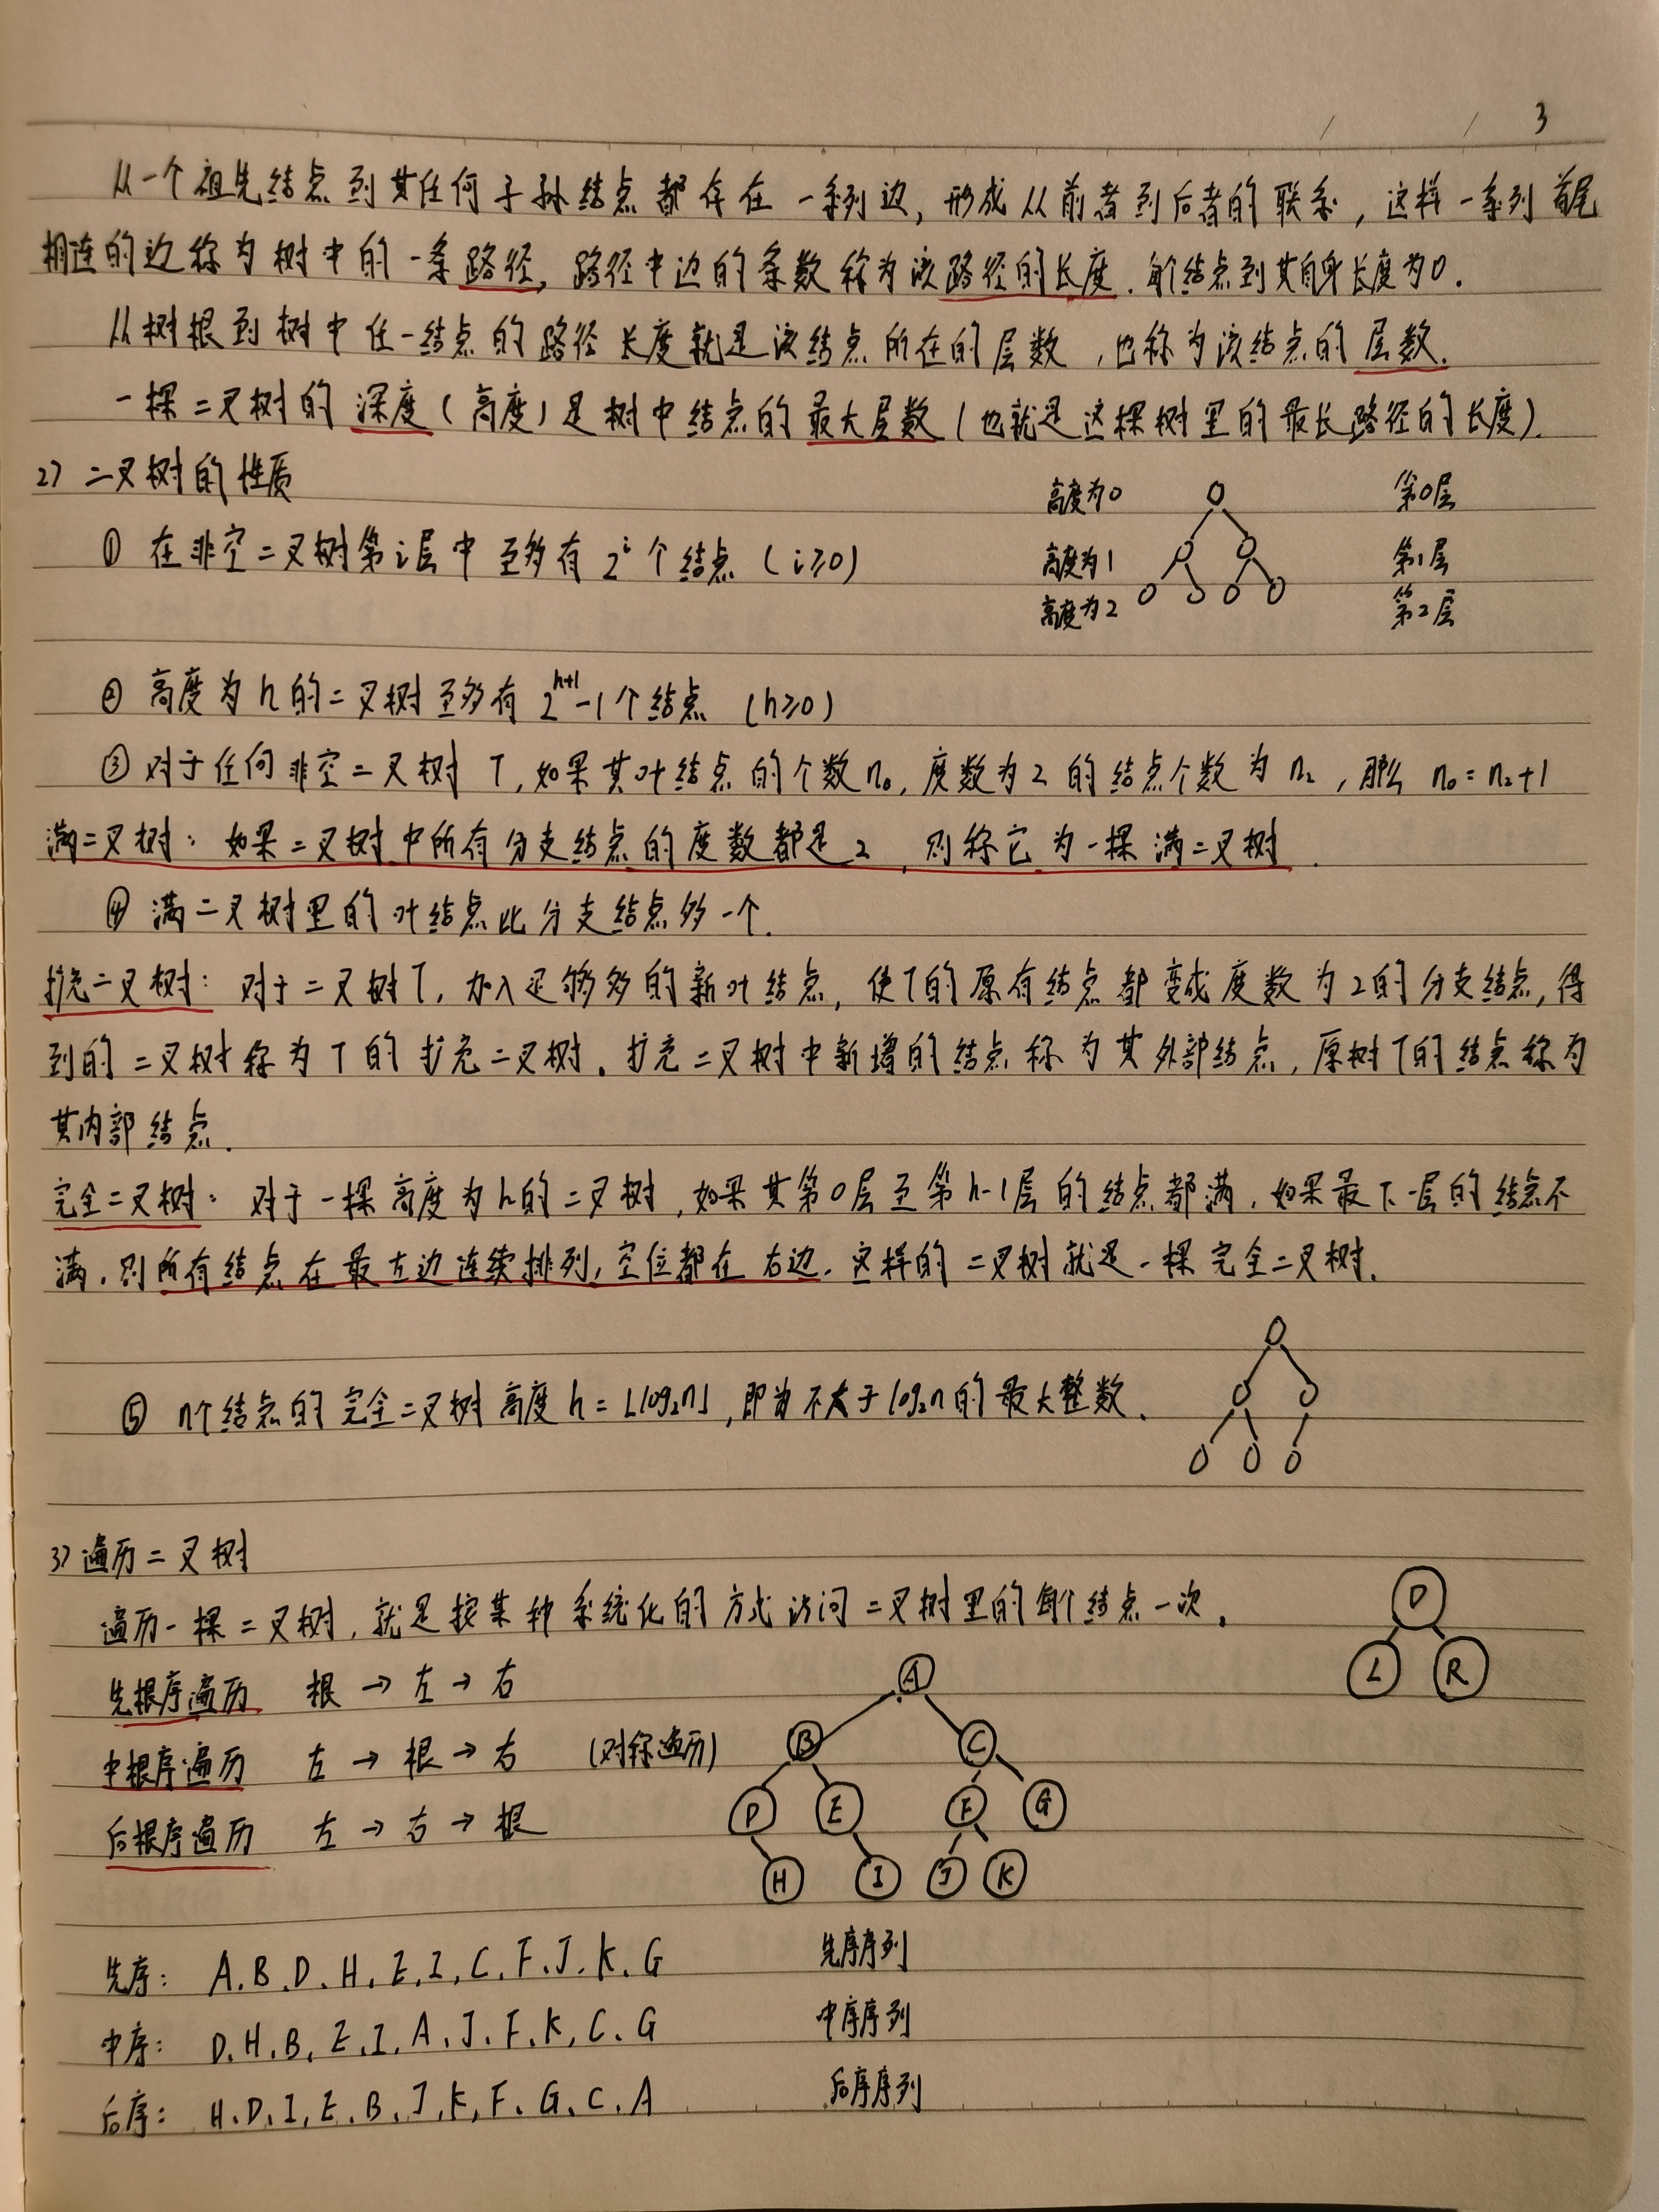 3
从一个祖先结点到其任何子孙结点都存在一系列边,形成从前者到后者的联系,这样一系列首尾
相连的边称为树中的一条路径,路径中边的条数称为该路径的长度.每个结点到其自身长度为0.
从树根到树中任一结点的路径长度就是该结点所在的层数,也称为该结点的层数.
一棵二叉树的深度(高度)是树中结点的最大层数(也就是这棵树里的最长路径的长度).
2)二叉树的性质
高度为0 第0层
① 在非空二叉树第i层中至多有2^i个结点(i≥0)
高度为1 第1层
高度为2 第2层
② 高度为h的二叉树至多有2^{h+1}-1个结点 (h≥0)
③ 对于任何非空二叉树T,如果其叶结点的个数n₀,度数为2的结点个数为n₂,那么 n₀=n₂+1
满二叉树:如果二叉树中所有分支结点的度数都是2,则称它为一棵满二叉树.
④ 满二叉树里的叶结点比分支结点多一个.
扩充二叉树:对于二叉树T,加入足够多的新叶结点,使T的原有结点都变成度数为2的分支结点,得
到的二叉树称为T的扩充二叉树.扩充二叉树中新增的结点称为其外部结点,原树T的结点称为
其内部结点.
完全二叉树:对于一棵高度为h的二叉树,如果其第0层至第h-1层的结点都满.如果最下一层的结点不
满.则所有结点在最左边连续排列,空位都在右边.这样的二叉树就是一棵完全二叉树.
⑤ n个结点的完全二叉树高度h=⌊log₂n⌋,即为不大于log₂n的最大整数.
3)遍历二叉树
遍历一棵二叉树,就是按某种系统化的方式访问二叉树里的每个结点一次.
D
L R
先根序遍历 根→左→右
中根序遍历 左→根→右 (对称遍历)
后根序遍历 左→右→根
A
B C
D E F G
H I J K
先序: A.B.D.H.E.I.C.F.J.K.G 先序序列
中序: D.H.B.E.I.A.J.F.K.C.G 中序序列
后序: H.D.I.E.B.J.K.F.G.C.A 后序序列